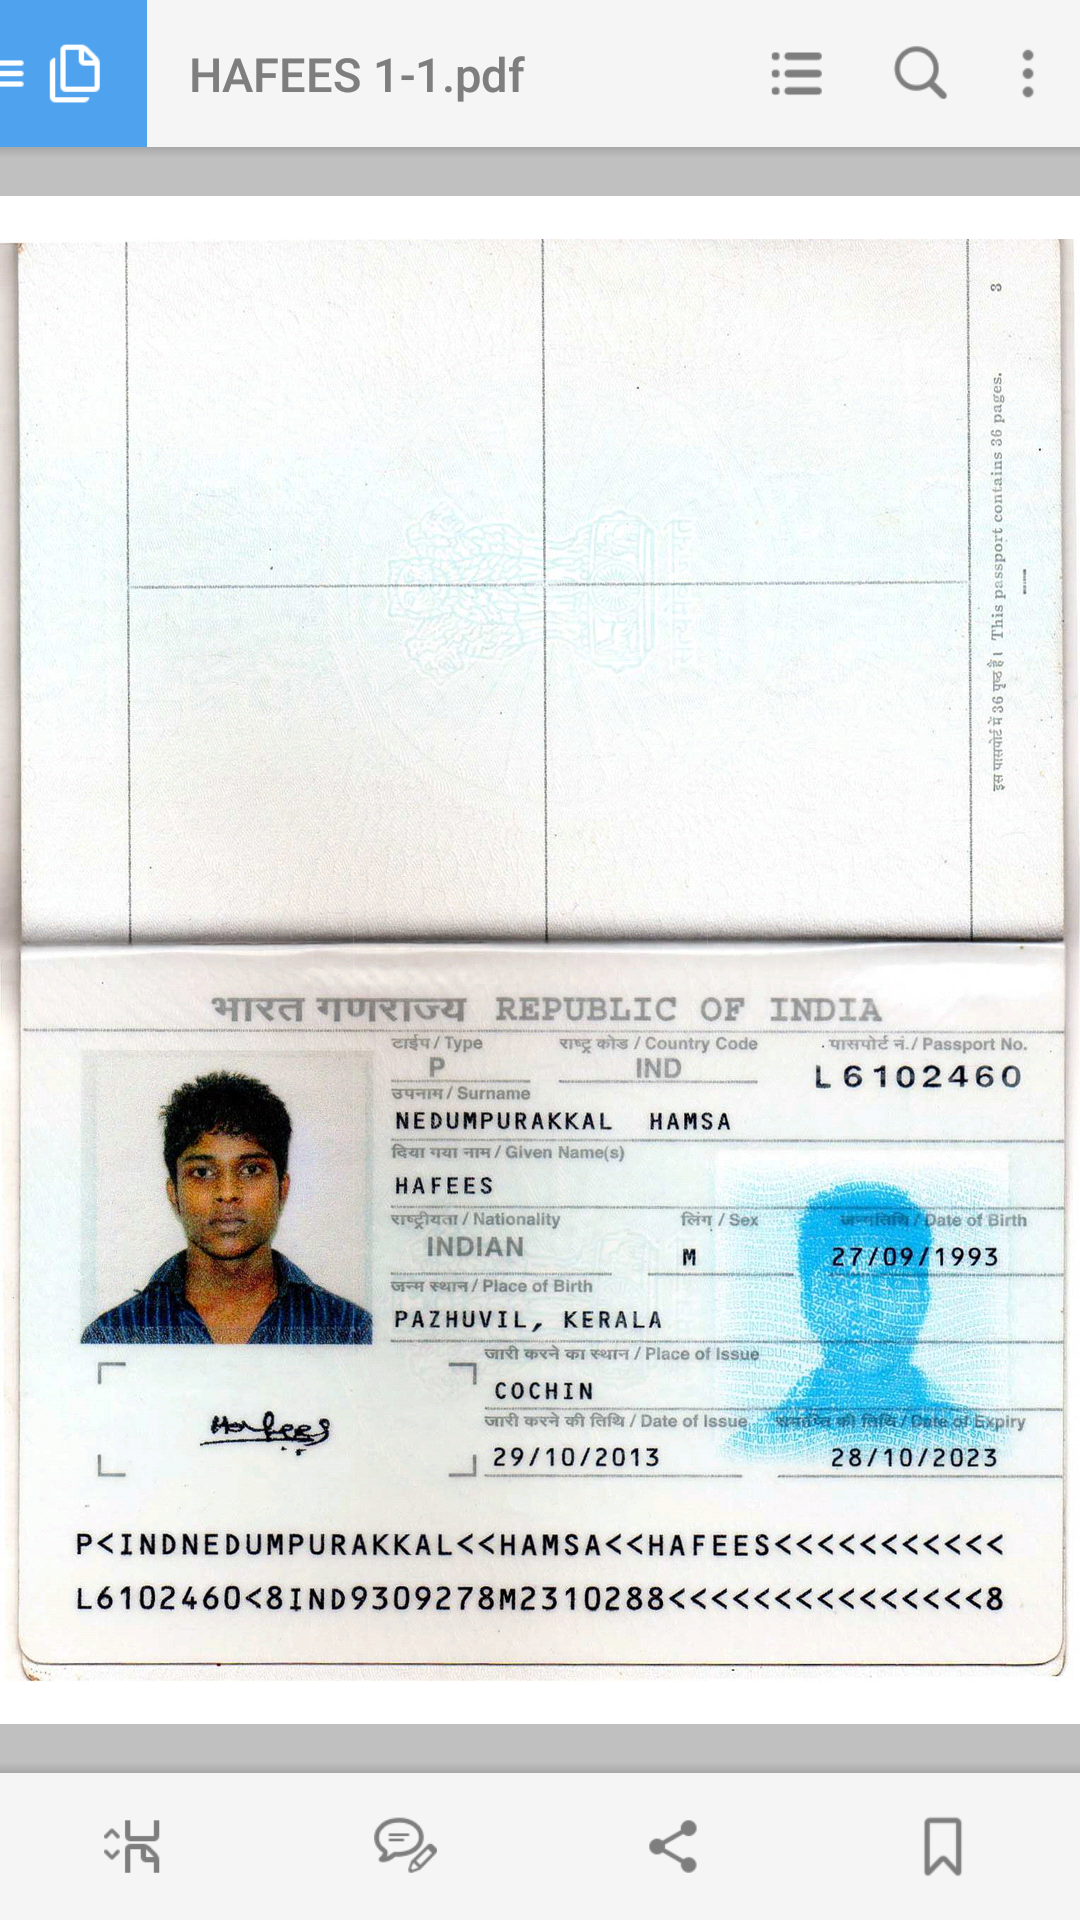 HAFEES 1-1.pdf
3
इस पासपोर्ट में 36 पृष्ठ हैं। This passport contains 36 pages.
भारत गणराज्य REPUBLIC OF INDIA
टाईप / Type राष्ट्र कोड / Country Code पासपोर्ट नं. / Passport No.
P IND L6102460
उपनाम / Surname
NEDUMPURAKKAL HAMSA
दिया गया नाम / Given Name(s)
HAFEES
राष्ट्रीयता / Nationality लिंग / Sex जन्मतिथि / Date of Birth
INDIAN M 27/09/1993
जन्म स्थान / Place of Birth
PAZHUVIL, KERALA
जारी करने का स्थान / Place of Issue
COCHIN
जारी करने की तिथि / Date of Issue समाप्ति की तिथि / Date of Expiry
29/10/2013 28/10/2023
Hafees
P<INDNEDUMPURAKKAL<<HAMSA<<HAFEES<<<<<<<<<<<
L6102460<8IND9309278M2310288<<<<<<<<<<<<<<<8